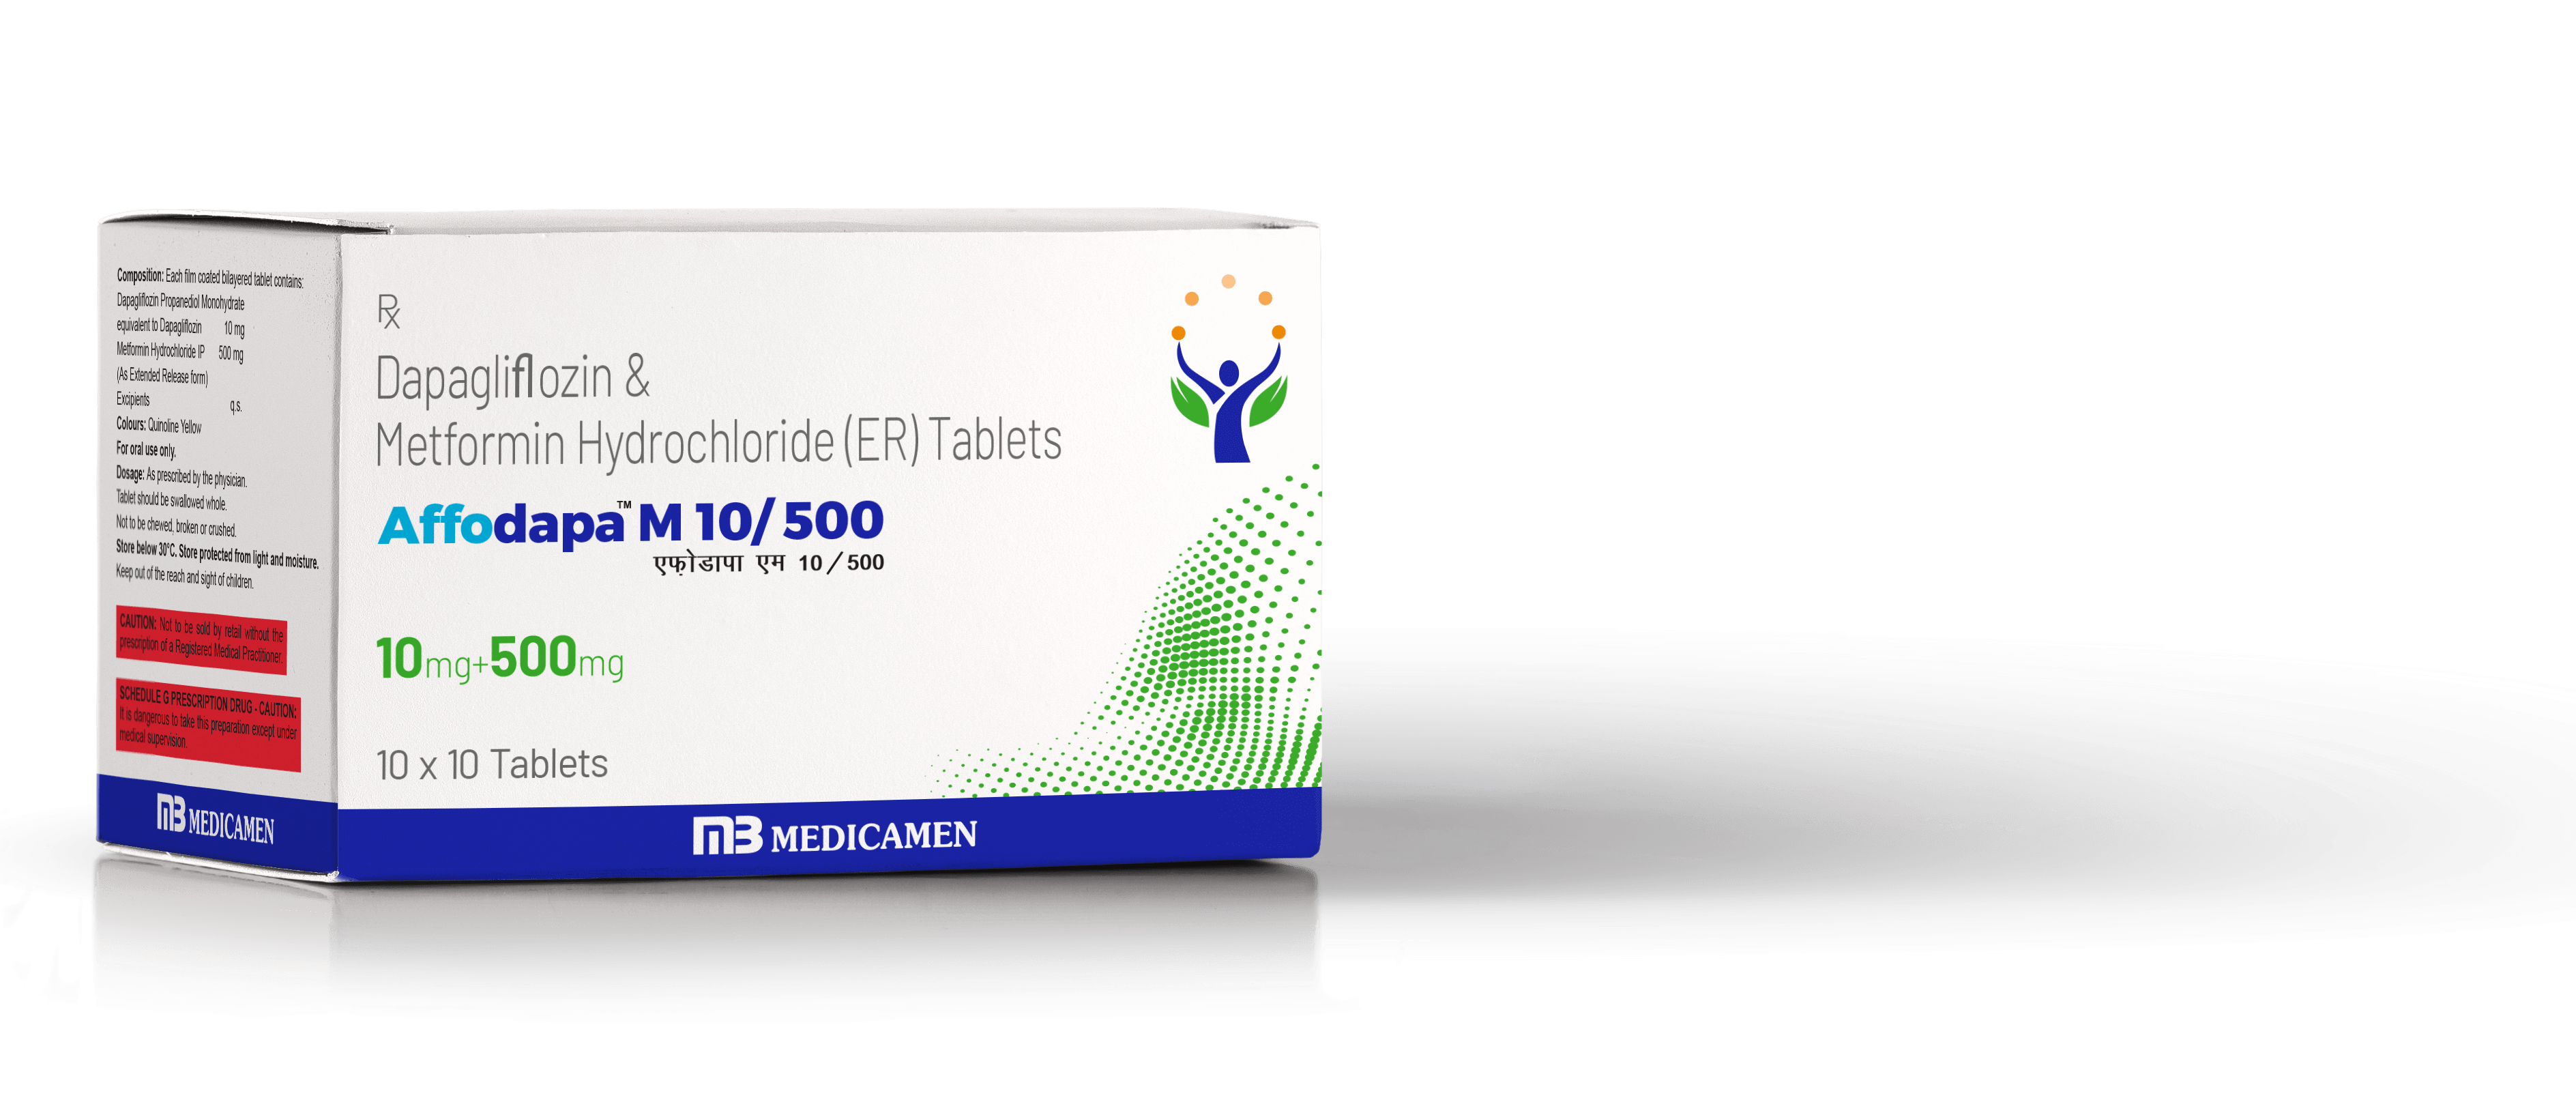 Composition: Each film coated bilayered tablet contains:
Dapagliflozin Propanediol Monohydrate
equivalent to Dapagliflozin 10 mg
Metformin Hydrochloride IP 500 mg
(As Extended Release form)
Excipients q.s.
Colours: Quinoline Yellow
For oral use only.
Dosage: As prescribed by the physician.
Tablet should be swallowed whole.
Not to be chewed, broken or crushed.
Store below 30°C. Store protected from light and moisture.
Keep out of the reach and sight of children.
CAUTION: Not to be sold by retail without the
prescription of a Registered Medical Practitioner.
SCHEDULE G PRESCRIPTION DRUG - CAUTION:
It is dangerous to take this preparation except under
medical supervision.
MB MEDICAMEN
Rx
Dapagliflozin &
Metformin Hydrochloride (ER) Tablets
Affodapa™ M 10/500
एफ़ोडापा एम 10/500
10mg+500mg
10 x 10 Tablets
MB MEDICAMEN